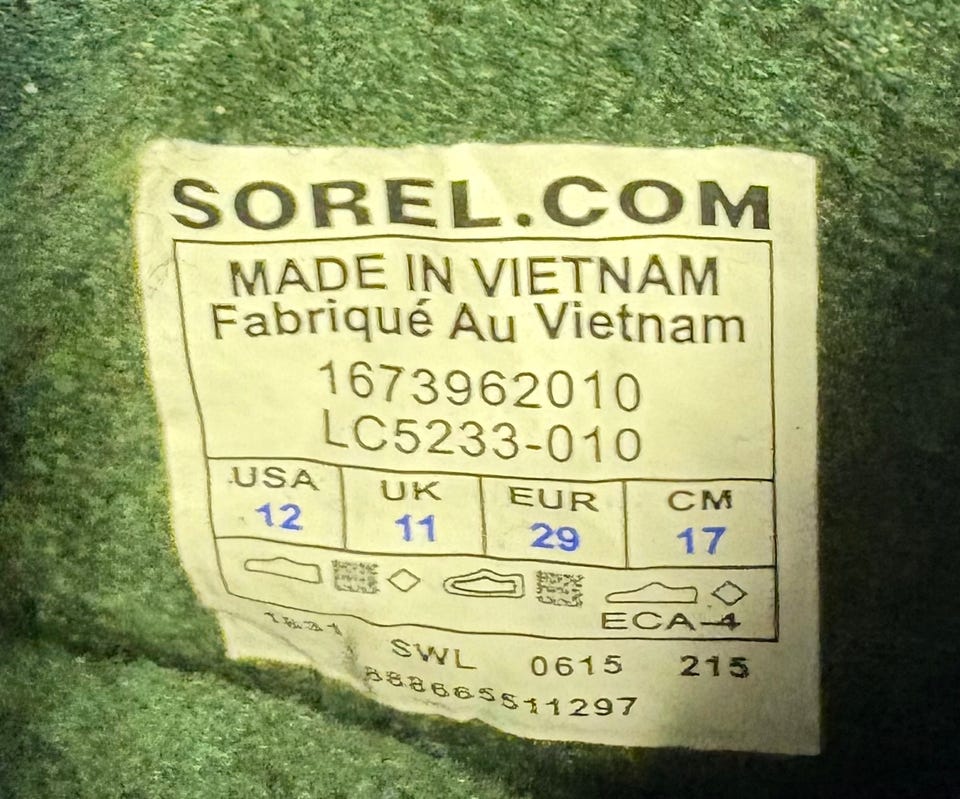 SOREL.COM
MADE IN VIETNAM
Fabriqué Au Vietnam
1673962010
LC5233-010
USA UK EUR CM
12 11 29 17
ECA-4
SWL 0615 215